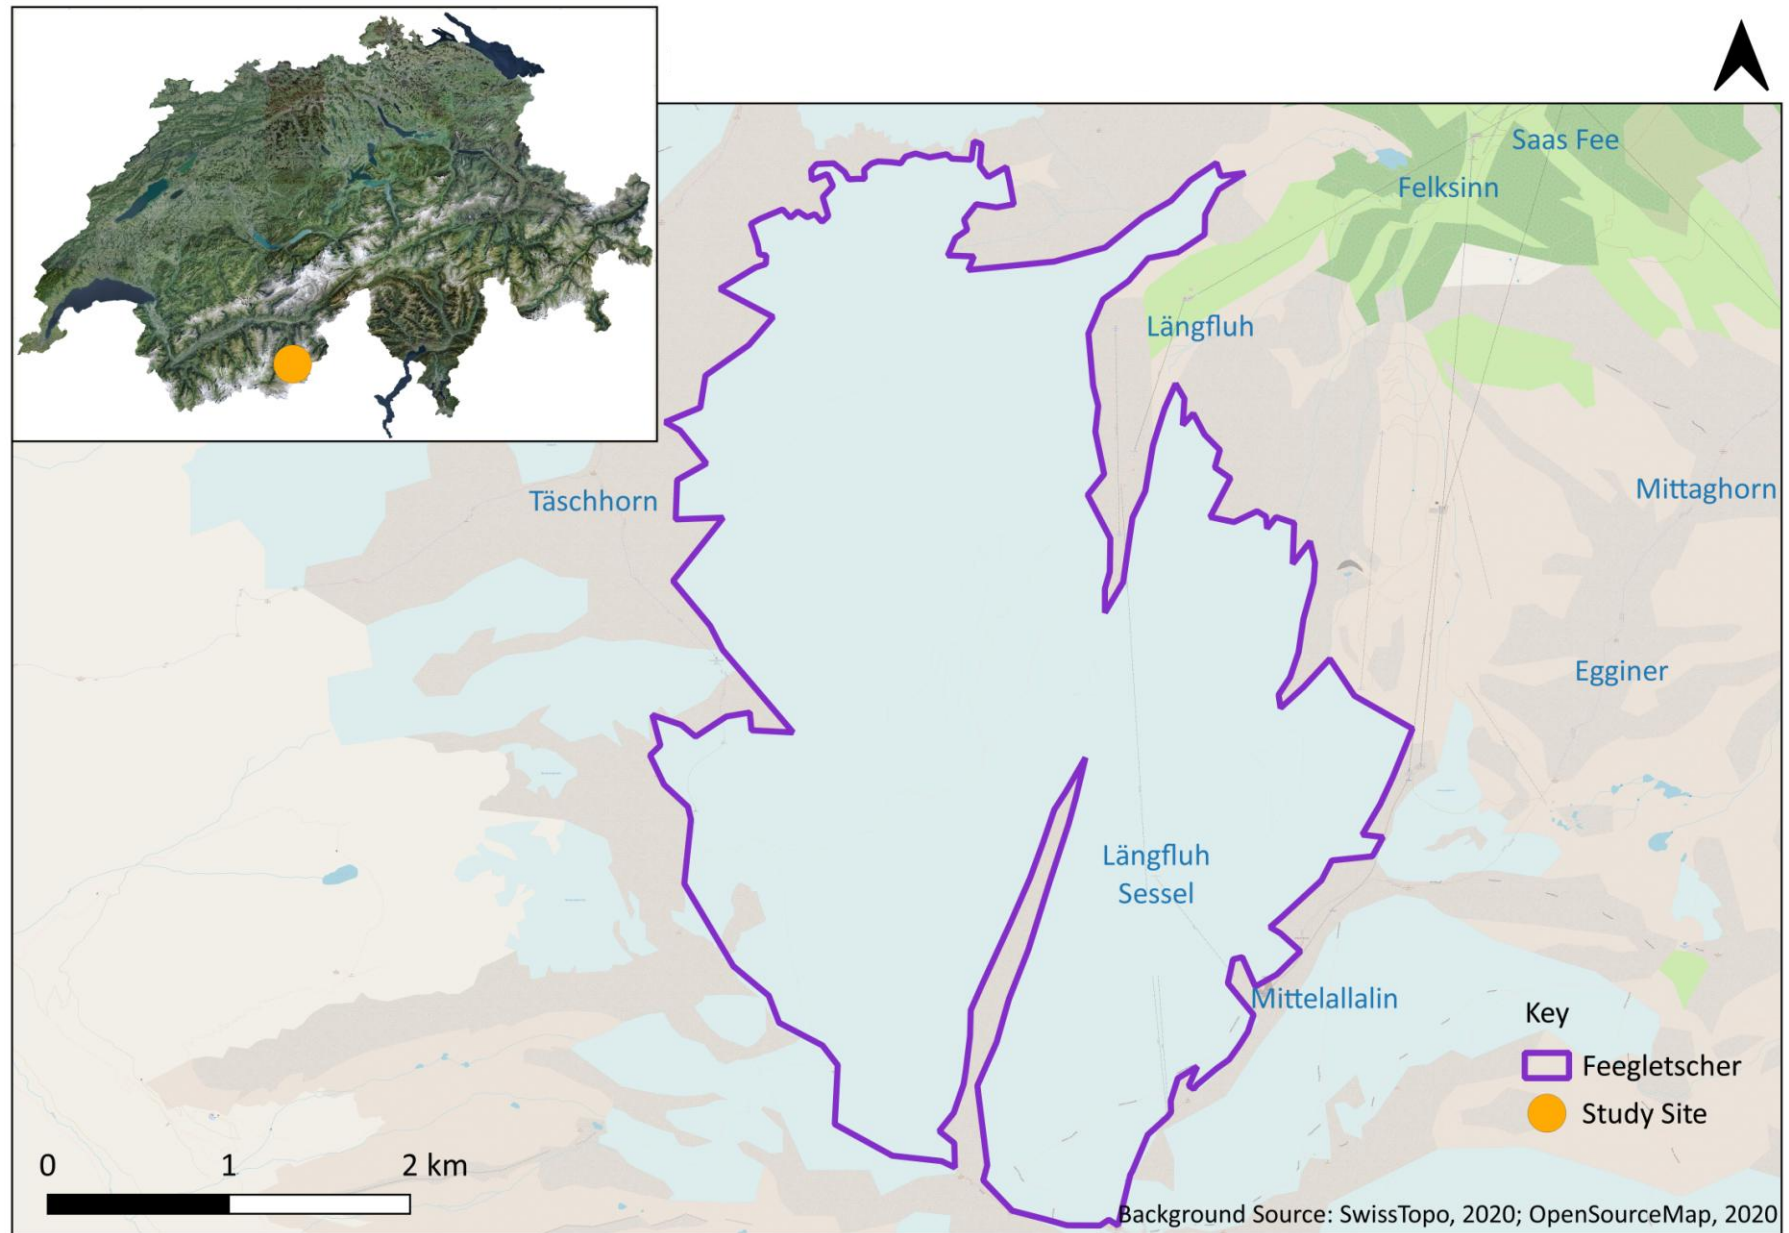 Saas Fee
Felksinn
Längfluh
Täschhorn
Mittaghorn
Egginer
Längfluh
Sessel
Mittelallalin
Key
Feegletscher
Study Site
0 1 2 km
Background Source: SwissTopo, 2020; OpenSourceMap, 2020